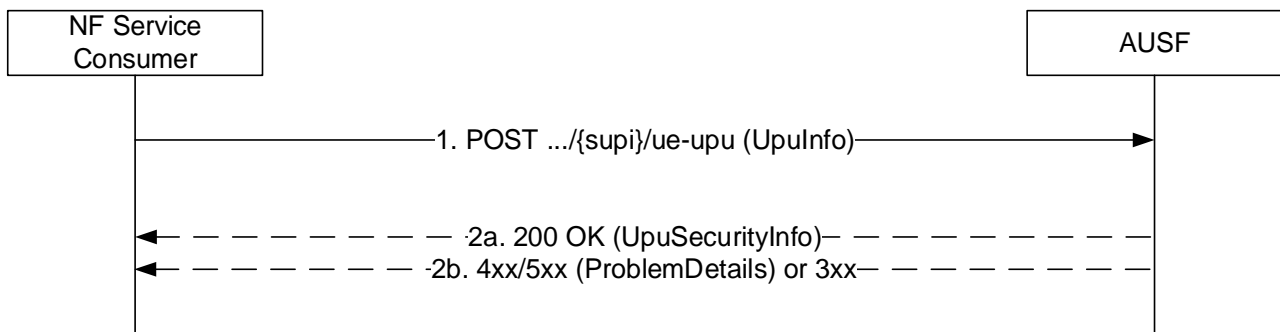 NF Service
Consumer
AUSF
1. POST .../{supi}/ue-upu (UpuInfo)
2a. 200 OK (UpuSecurityInfo)
2b. 4xx/5xx (ProblemDetails) or 3xx